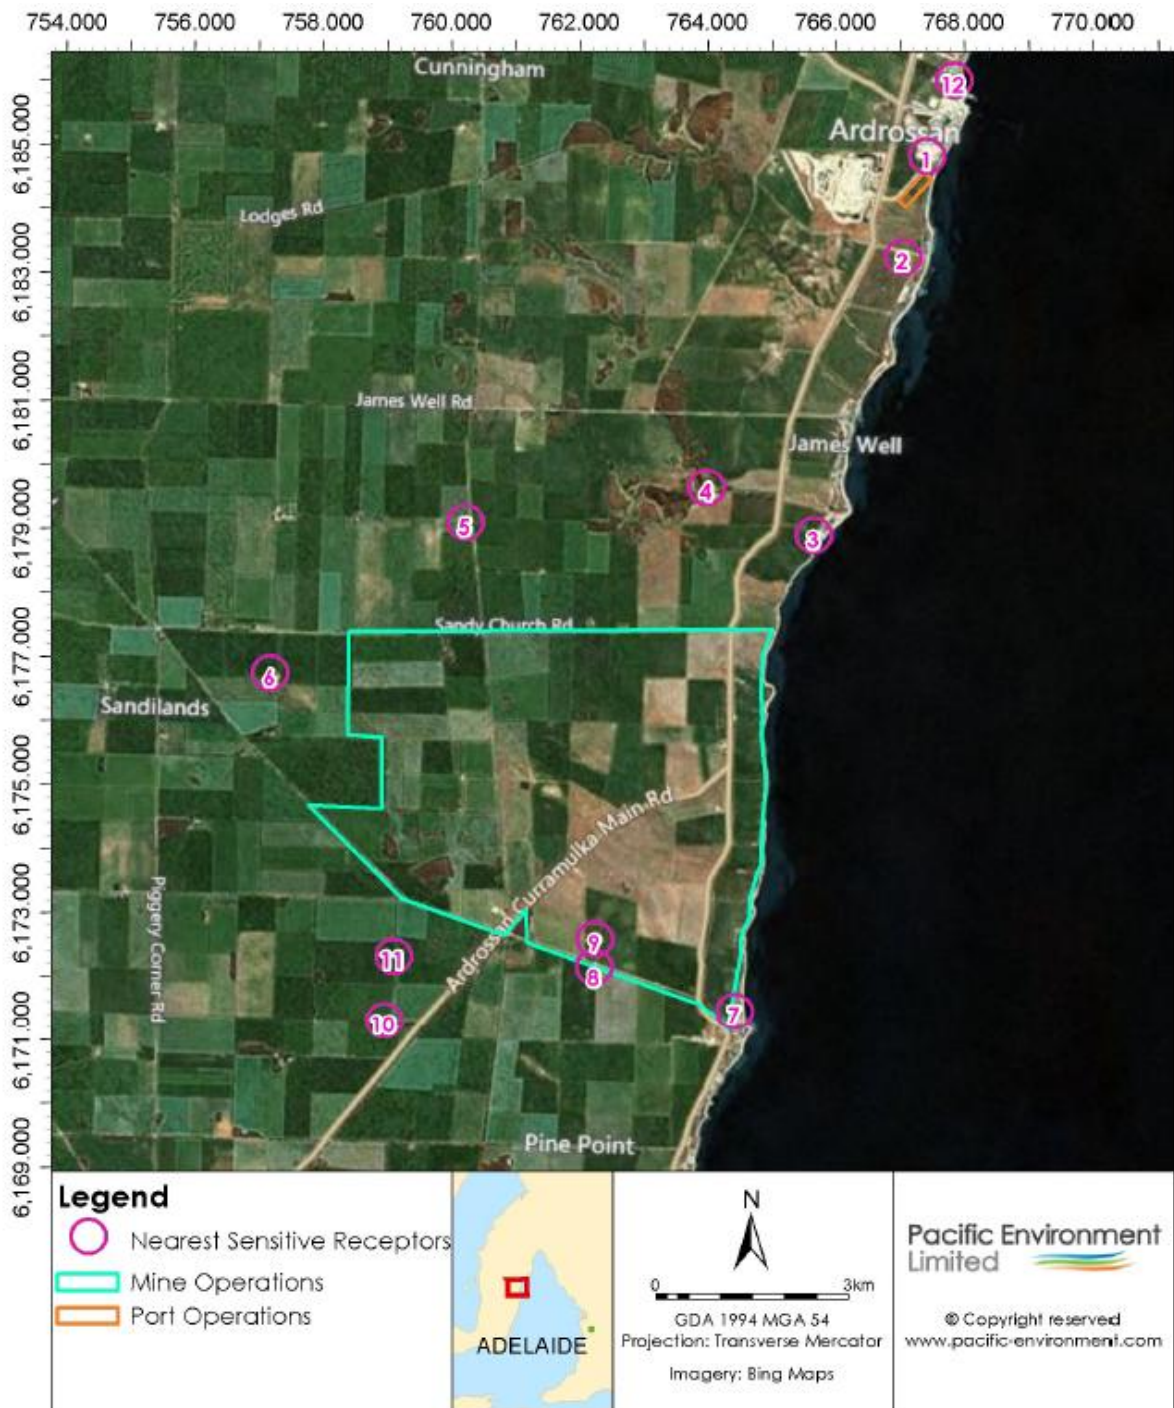 754.000 756.000 758.000 760.000 762.000 764.000 766.000 768.000 770.000
Cunningham
12
6,185.000
Ardrossan
1
Lodges Rd
2
6,183.000
James Well Rd
6,181.000
James Well
4
5
6,179.000
3
Sandy Church Rd
6,177.000
6
Sandilands
6,175.000
Ardrossan Curramulka Main Rd
Piggery Corner Rd
6,173.000
9
11
8
7
10
6,171.000
Pine Point
6,169.000
Legend
Nearest Sensitive Receptors
Mine Operations
Port Operations
ADELAIDE
N
0 3km
GDA 1994 MGA 54
Projection: Transverse Mercator
Imagery: Bing Maps
Pacific Environment
Limited
© Copyright reserved
www.pacific-environment.com